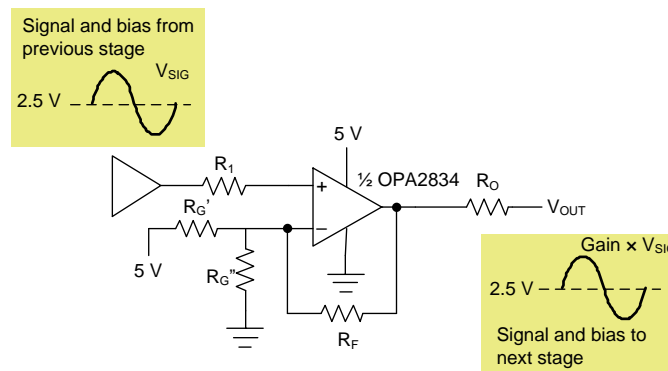 Signal and bias from
previous stage
VSIG
2.5 V
5 V
R1
½ OPA2834
RO
VOUT
RG'
5 V
RG"
RF
Gain × VSIG
2.5 V
Signal and bias to
next stage